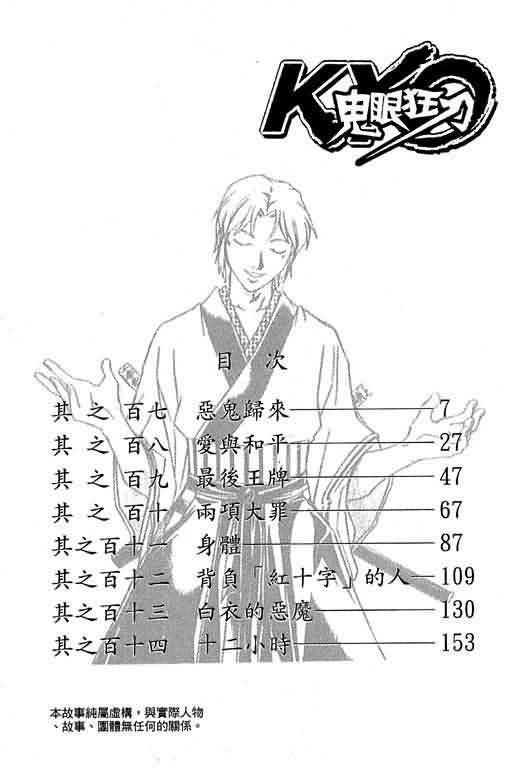 KYO
鬼眼狂刀
目 次
其之百七 惡鬼歸來 7
其之百八 愛與和平 27
其之百九 最後王牌 47
其之百十 兩項大罪 67
其之百十一 身體 87
其之百十二 背負「紅十字」的人 109
其之百十三 白衣的惡魔 130
其之百十四 十二小時 153
本故事純屬虛構，與實際人物
、故事、團體無任何的關係。